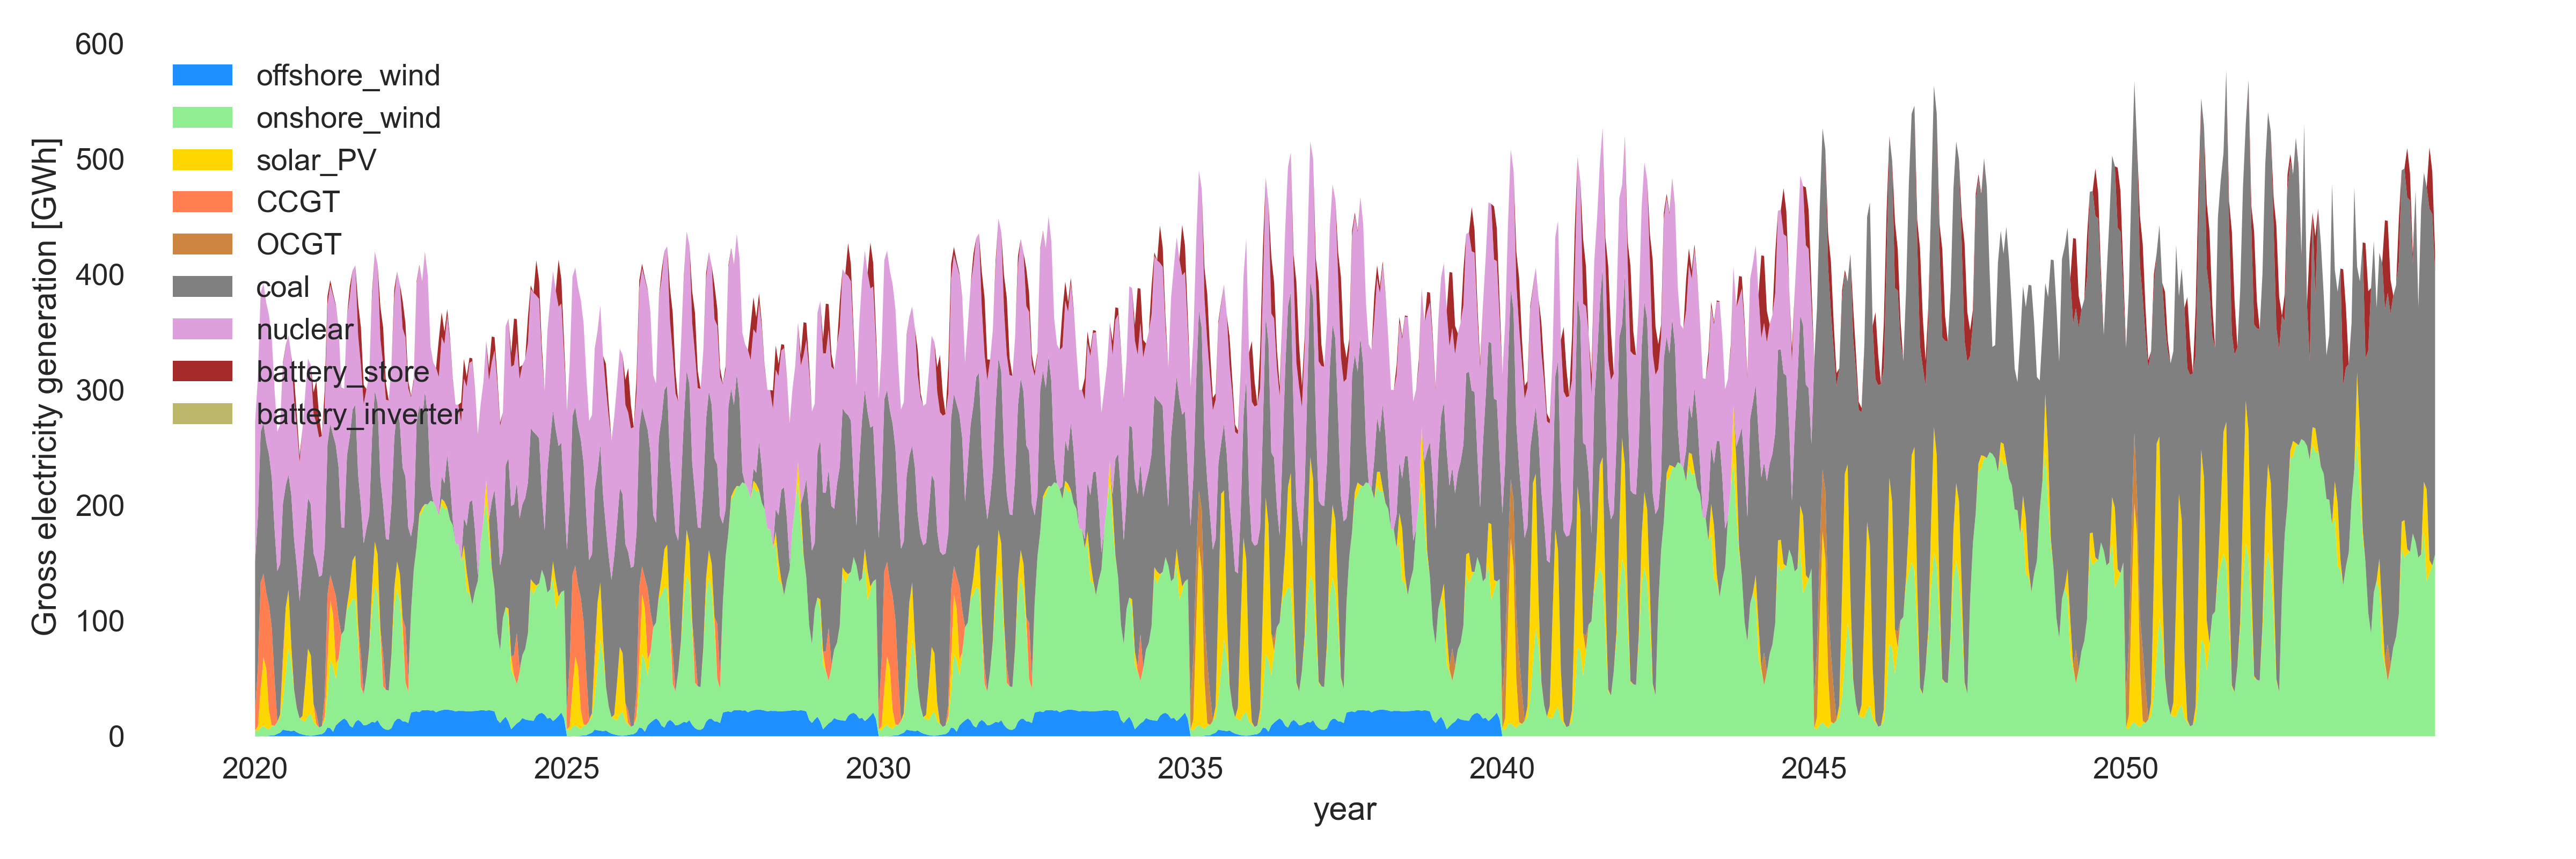 600
500
400
300
200
100
0
Gross electricity generation [GWh]
offshore_wind
onshore_wind
solar_PV
CCGT
OCGT
coal
nuclear
battery_store
battery_inverter
2020 2025 2030 2035 2040 2045 2050
year